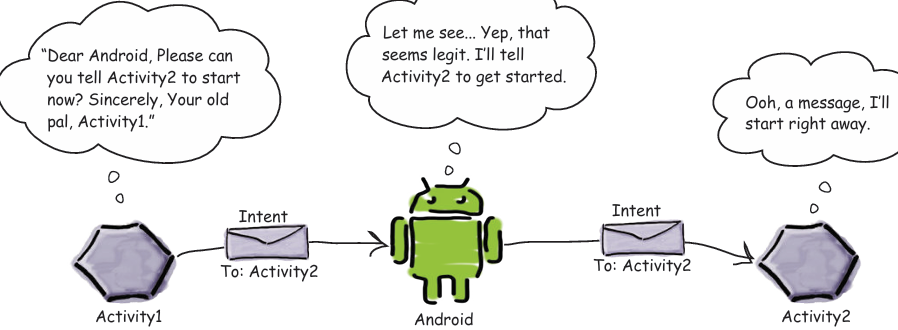 “Dear Android, Please can
you tell Activity2 to start
now? Sincerely, Your old
pal, Activity1.”
Let me see... Yep, that
seems legit. I’ll tell
Activity2 to get started.
Ooh, a message, I’ll
start right away.
Intent
To: Activity2
Intent
To: Activity2
Activity1
Android
Activity2